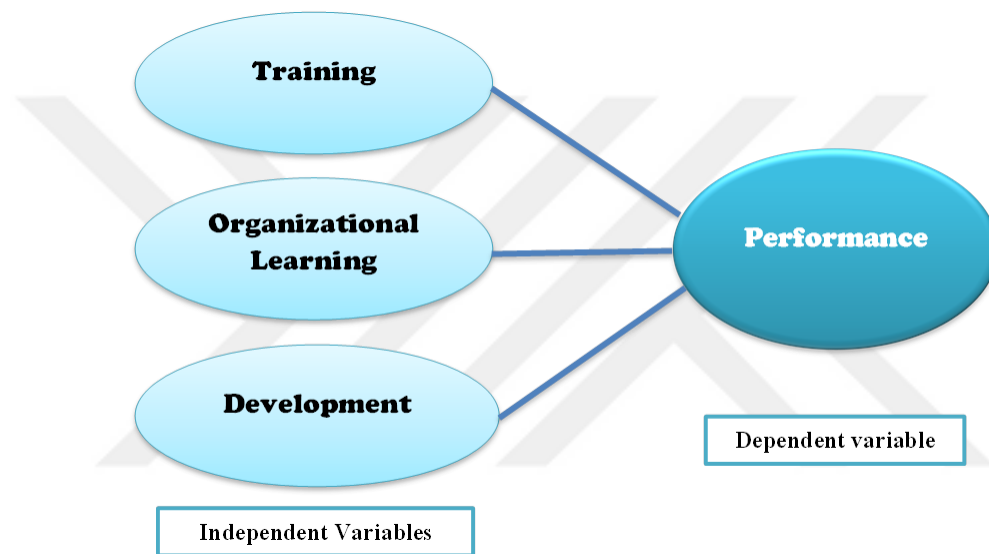 Training
Organizational
Learning
Development
Performance
Dependent variable
Independent Variables